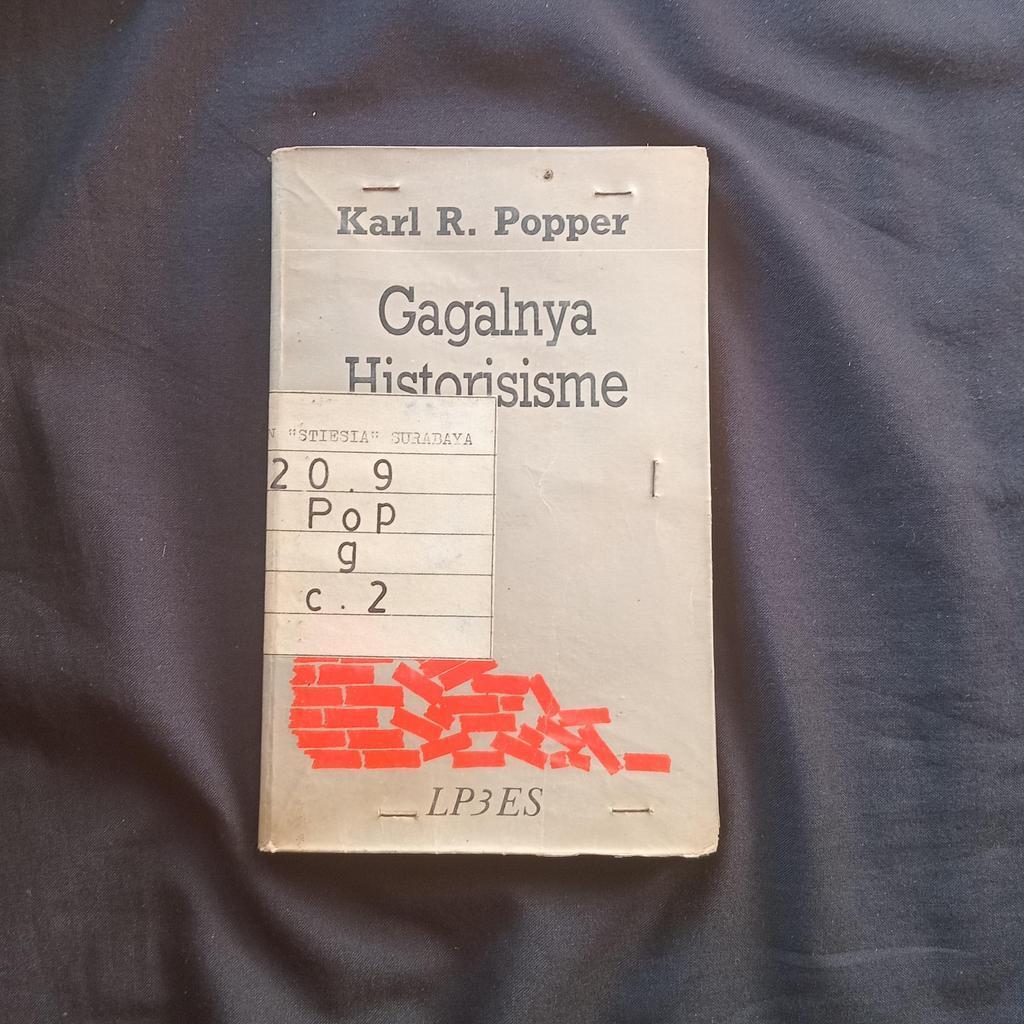 Karl R. Popper
Gagalnya
Historisisme
"STIESIA" SURABAYA
20.9
Pop
g
c.2
LP3ES